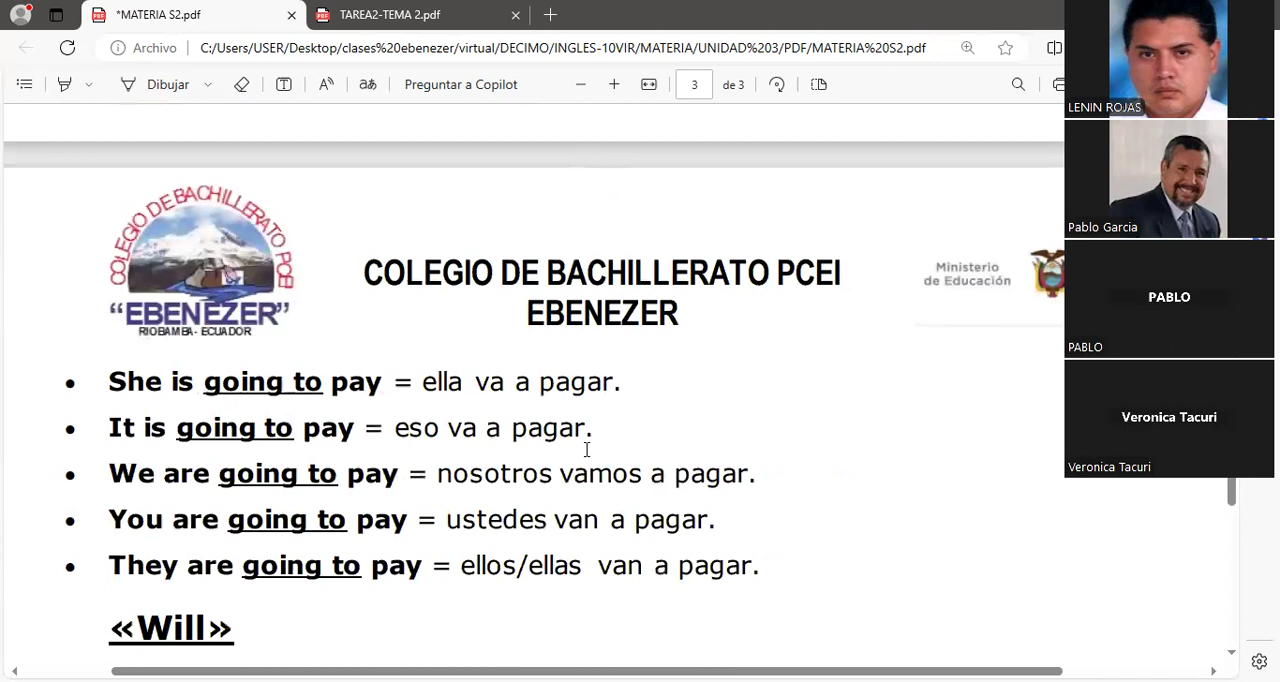 *MATERIA S2.pdf
TAREA2-TEMA 2.pdf
Archivo
C:/Users/USER/Desktop/clases%20ebenezer/virtual/DECIMO/INGLES-10VIR/MATERIA/UNIDAD%203/PDF/MATERIA%20S2.pdf
Dibujar
Preguntar a Copilot
3
de 3
LENIN ROJAS
Pablo Garcia
PABLO
PABLO
Veronica Tacuri
Veronica Tacuri
COLEGIO DE BACHILLERATO PCEI
"EBENEZER"
RIOBAMBA- ECUADOR
COLEGIO DE BACHILLERATO PCEI
EBENEZER
Ministerio
de Educación
• She is going to pay = ella va a pagar.
• It is going to pay = eso va a pagar.
• We are going to pay = nosotros vamos a pagar.
• You are going to pay = ustedes van a pagar.
• They are going to pay = ellos/ellas van a pagar.
«Will»